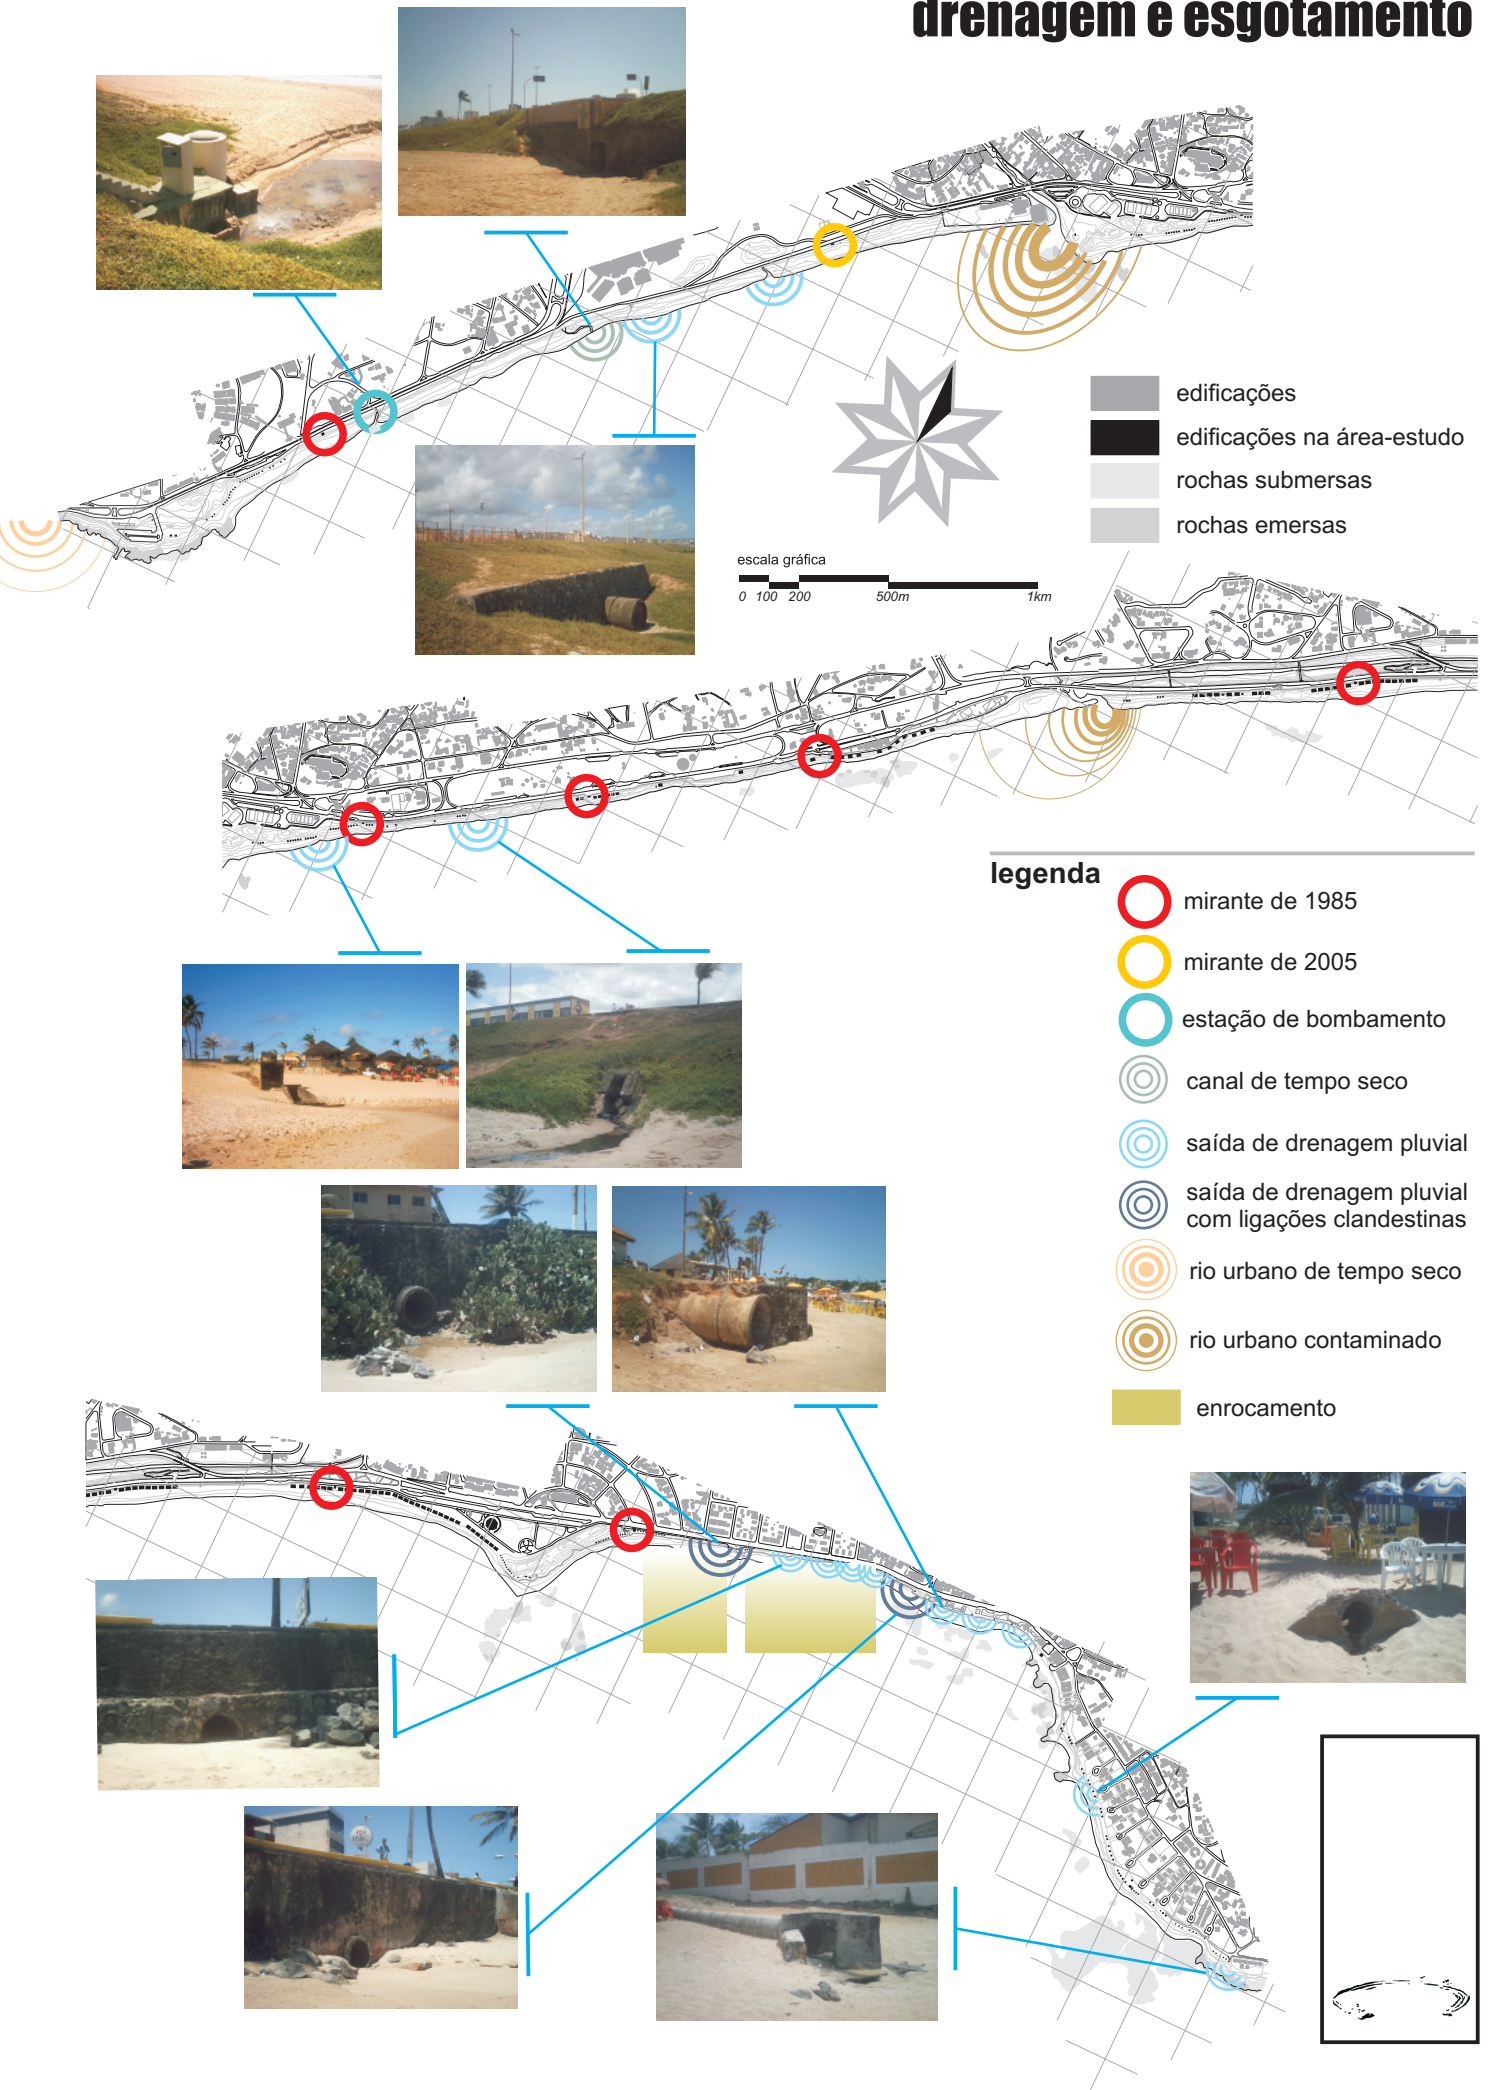 drenagem e esgotamento
edificações
edificações na área-estudo
rochas submersas
rochas emersas
escala gráfica
0 100 200 500m 1km
legenda
mirante de 1985
mirante de 2005
estação de bombamento
canal de tempo seco
saída de drenagem pluvial
saída de drenagem pluvial
com ligações clandestinas
rio urbano de tempo seco
rio urbano contaminado
enrocamento